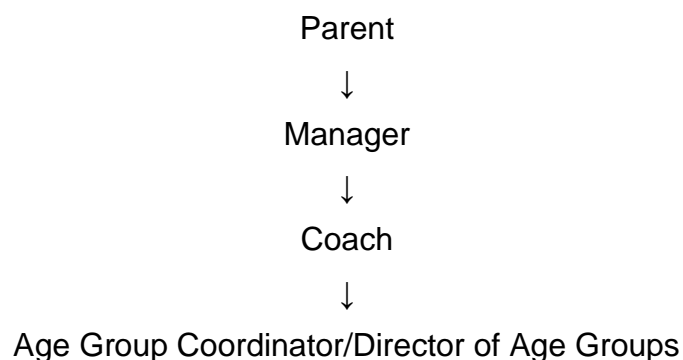 Parent
↓
Manager
↓
Coach
↓
Age Group Coordinator/Director of Age Groups